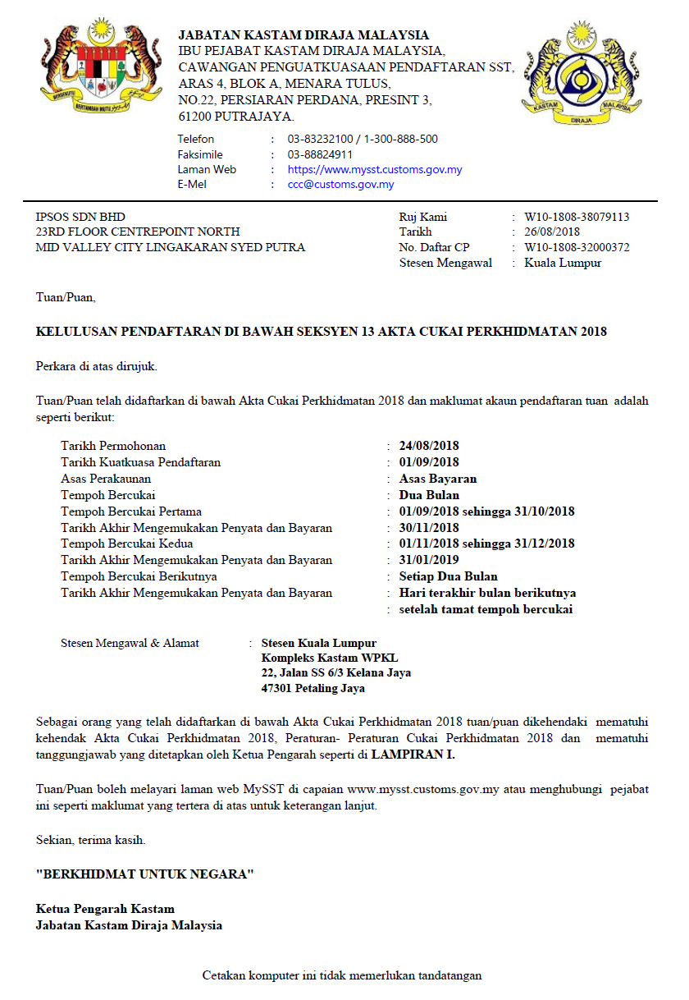 JABATAN KASTAM DIRAJA MALAYSIA
IBU PEJABAT KASTAM DIRAJA MALAYSIA,
CAWANGAN PENGUATKUASAAN PENDAFTARAN SST,
ARAS 4, BLOK A, MENARA TULUS,
NO.22, PERSIARAN PERDANA, PRESINT 3,
61200 PUTRAJAYA.
BERSEKUTU BERTAMBAH MUTU
KASTAM DIRAJA MALAYSIA
Telefon : 03-83232100 / 1-300-888-500
Faksimile : 03-88824911
Laman Web : https://www.mysst.customs.gov.my
E-Mel : ccc@customs.gov.my
IPSOS SDN BHD
23RD FLOOR CENTREPOINT NORTH
MID VALLEY CITY LINGAKARAN SYED PUTRA
Ruj Kami : W10-1808-38079113
Tarikh : 26/08/2018
No. Daftar CP : W10-1808-32000372
Stesen Mengawal : Kuala Lumpur
Tuan/Puan,
KELULUSAN PENDAFTARAN DI BAWAH SEKSYEN 13 AKTA CUKAI PERKHIDMATAN 2018
Perkara di atas dirujuk.
Tuan/Puan telah didaftarkan di bawah Akta Cukai Perkhidmatan 2018 dan maklumat akaun pendaftaran tuan adalah
seperti berikut:
Tarikh Permohonan : 24/08/2018
Tarikh Kuatkuasa Pendaftaran : 01/09/2018
Asas Perakaunan : Asas Bayaran
Tempoh Bercukai : Dua Bulan
Tempoh Bercukai Pertama : 01/09/2018 sehingga 31/10/2018
Tarikh Akhir Mengemukakan Penyata dan Bayaran : 30/11/2018
Tempoh Bercukai Kedua : 01/11/2018 sehingga 31/12/2018
Tarikh Akhir Mengemukakan Penyata dan Bayaran : 31/01/2019
Tempoh Bercukai Berikutnya : Setiap Dua Bulan
Tarikh Akhir Mengemukakan Penyata dan Bayaran : Hari terakhir bulan berikutnya
: setelah tamat tempoh bercukai
Stesen Mengawal & Alamat : Stesen Kuala Lumpur
Kompleks Kastam WPKL
22, Jalan SS 6/3 Kelana Jaya
47301 Petaling Jaya
Sebagai orang yang telah didaftarkan di bawah Akta Cukai Perkhidmatan 2018 tuan/puan dikehendaki mematuhi
kehendak Akta Cukai Perkhidmatan 2018, Peraturan- Peraturan Cukai Perkhidmatan 2018 dan mematuhi
tanggungjawab yang ditetapkan oleh Ketua Pengarah seperti di LAMPIRAN I.
Tuan/Puan boleh melayari laman web MySST di capaian www.mysst.customs.gov.my atau menghubungi pejabat
ini seperti maklumat yang tertera di atas untuk keterangan lanjut.
Sekian, terima kasih.
"BERKHIDMAT UNTUK NEGARA"
Ketua Pengarah Kastam
Jabatan Kastam Diraja Malaysia
Cetakan komputer ini tidak memerlukan tandatangan